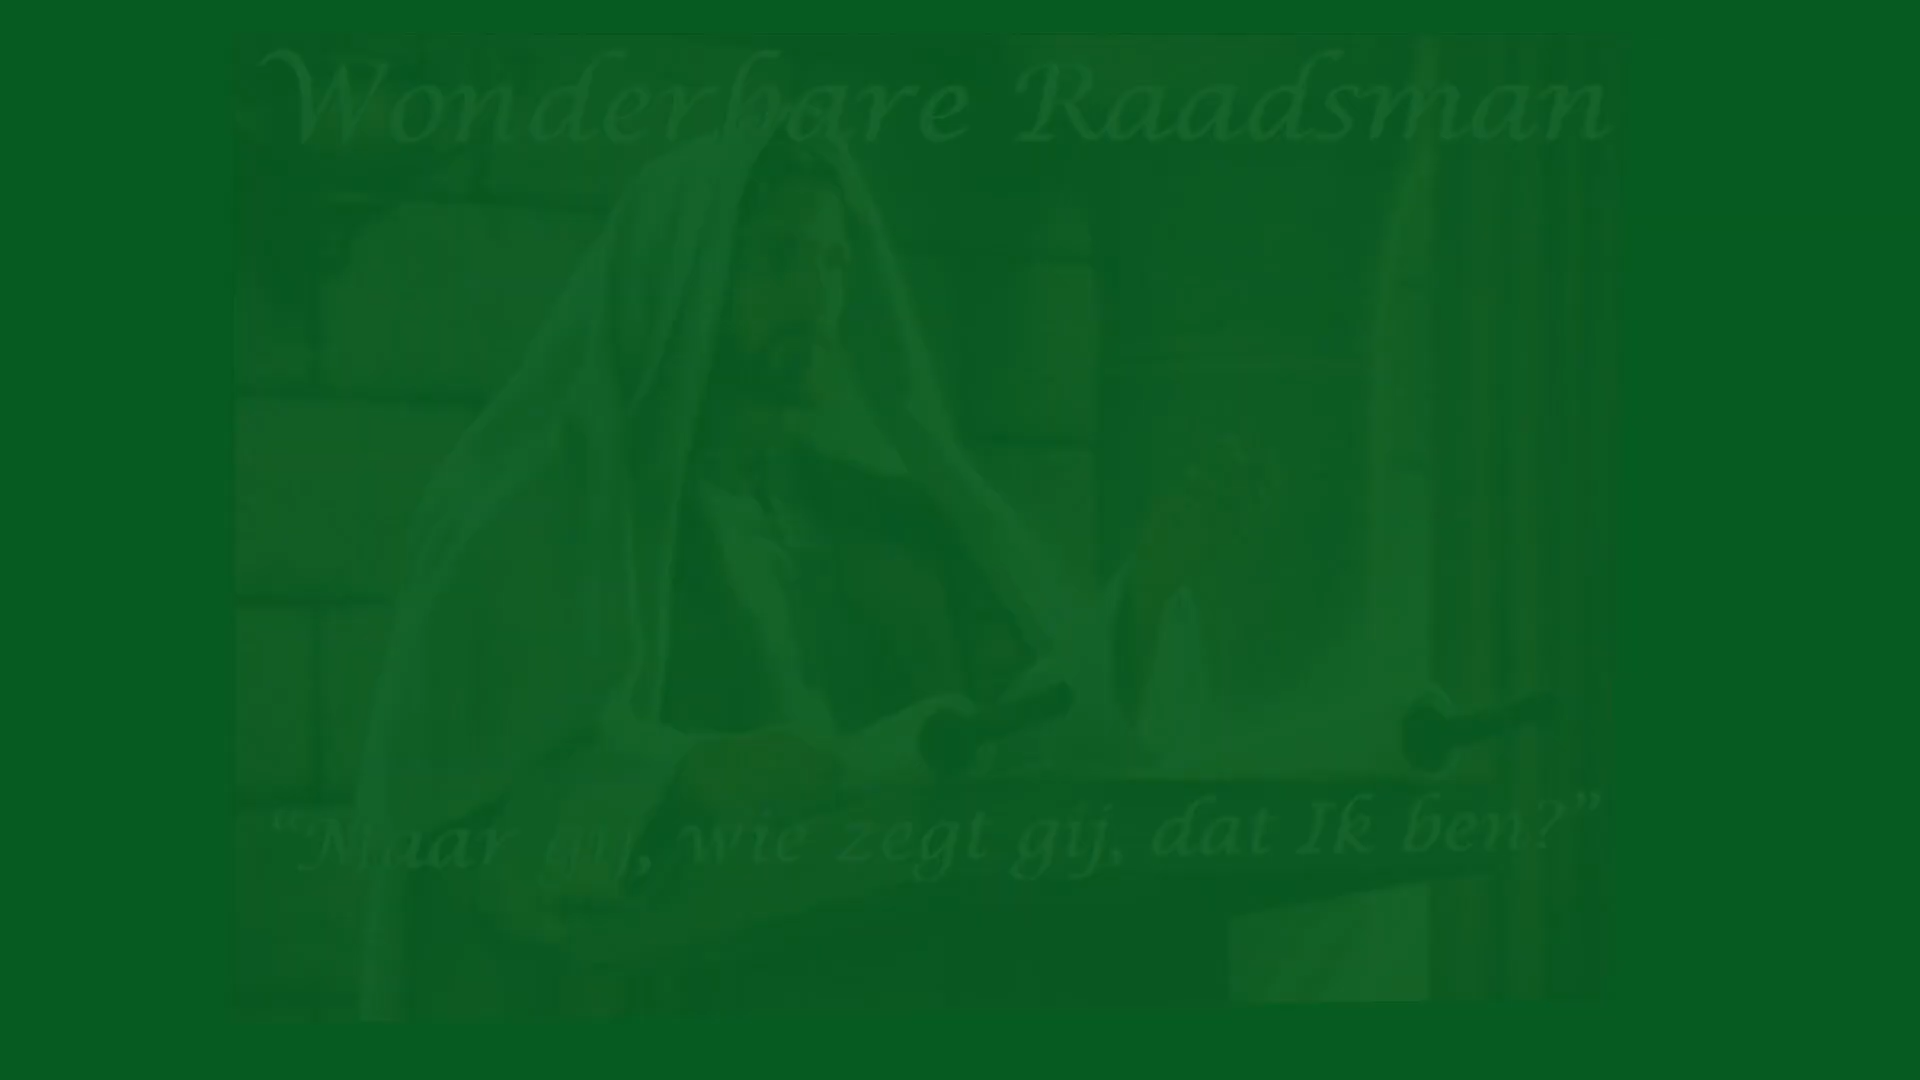 Wonderbare Raadsman
“Maar gij, wie zegt gij, dat Ik ben?”